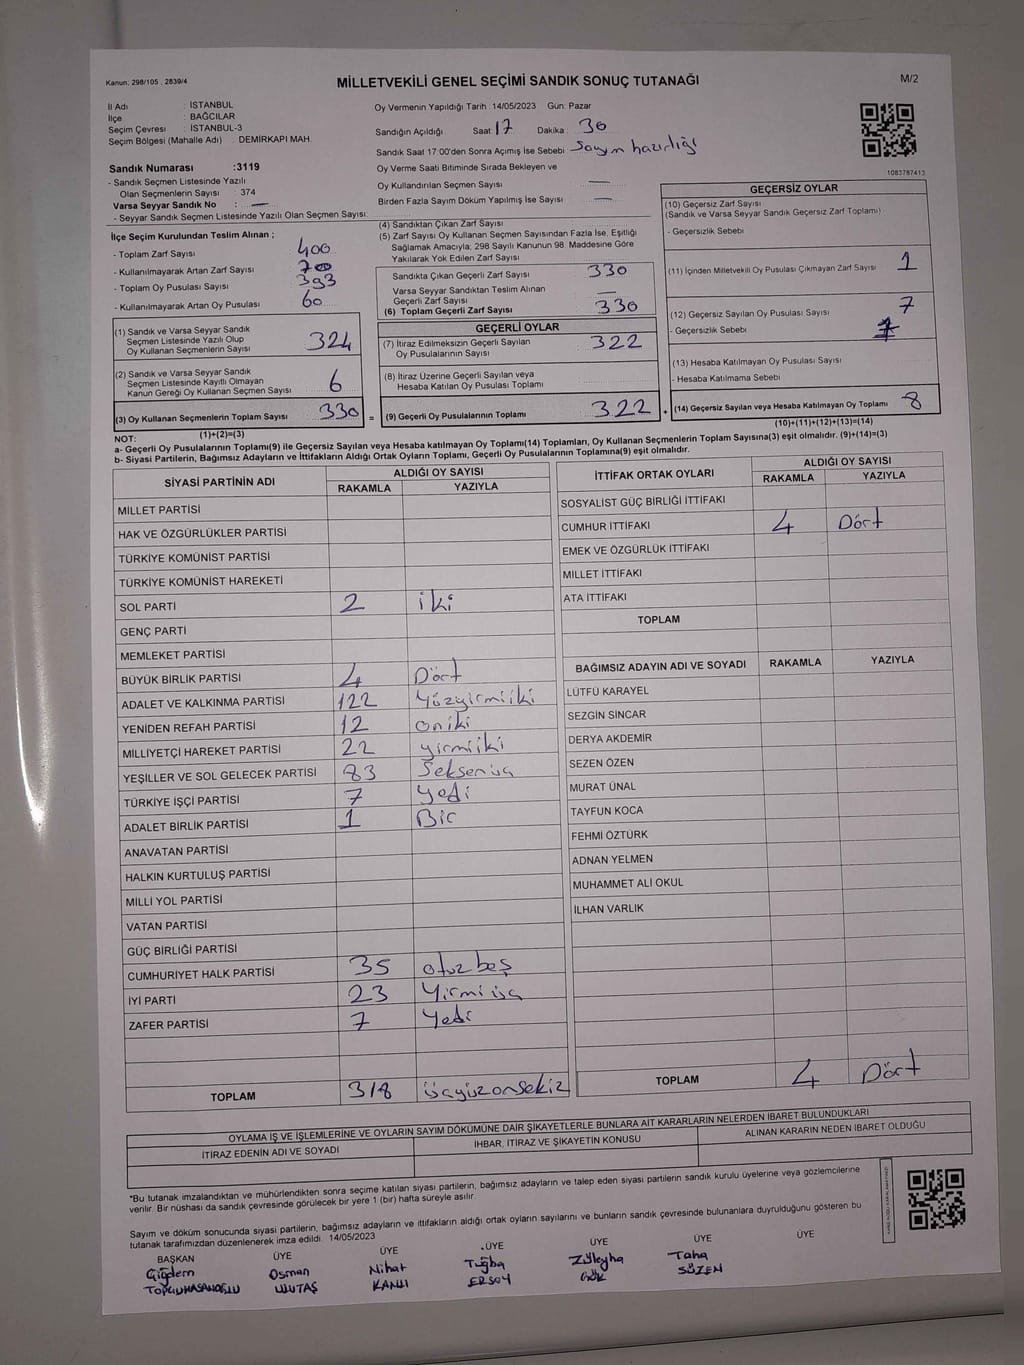 Kanun: 298/105 , 2839/4
MİLLETVEKİLİ GENEL SEÇİMİ SANDIK SONUÇ TUTANAĞI
M/2
İl Adı : İSTANBUL
İlçe : BAĞCILAR
Seçim Çevresi : İSTANBUL-3
Seçim Bölgesi (Mahalle Adı) : DEMİRKAPI MAH.
Sandık Numarası :3119
- Sandık Seçmen Listesinde Yazılı
Olan Seçmenlerin Sayısı : 374
Varsa Seyyar Sandık No : —
- Seyyar Sandık Seçmen Listesinde Yazılı Olan Seçmen Sayısı:
Oy Vermenin Yapıldığı Tarih : 14/05/2023 Gün: Pazar
Sandığın Açıldığı Saat 17 Dakika : 30
Sandık Saat 17:00'den Sonra Açımış İse Sebebi: Sayım hazırlığı
Oy Verme Saati Bitiminde Sırada Bekleyen ve
Oy Kullandırılan Seçmen Sayısı —
Birden Fazla Sayım Döküm Yapılmış İse Sayısı —
1083787413
İlçe Seçim Kurulundan Teslim Alınan ;
- Toplam Zarf Sayısı 400
- Kullanılmayarak Artan Zarf Sayısı 70
- Toplam Oy Pusulası Sayısı 393
- Kullanılmayarak Artan Oy Pusulası 60
(1) Sandık ve Varsa Seyyar Sandık
Seçmen Listesinde Yazılı Olup
Oy Kullanan Seçmenlerin Sayısı 324
(2) Sandık ve Varsa Seyyar Sandık
Seçmen Listesinde Kayıtlı Olmayan
Kanun Gereği Oy Kullanan Seçmen Sayısı 6
(3) Oy Kullanan Seçmenlerin Toplam Sayısı 330 =
(1)+(2)=(3)
(4) Sandıktan Çıkan Zarf Sayısı
(5) Zarf Sayısı Oy Kullanan Seçmen Sayısından Fazla İse, Eşitliği
Sağlamak Amacıyla; 298 Sayılı Kanunun 98. Maddesine Göre
Yakılarak Yok Edilen Zarf Sayısı
Sandıkta Çıkan Geçerli Zarf Sayısı 330
Varsa Seyyar Sandıktan Teslim Alınan
Geçerli Zarf Sayısı —
(6) Toplam Geçerli Zarf Sayısı 330
GEÇERLİ OYLAR
(7) İtiraz Edilmeksizin Geçerli Sayılan
Oy Pusulalarının Sayısı 322
(8) İtiraz Üzerine Geçerli Sayılan veya
Hesaba Katılan Oy Pusulası Toplamı
(9) Geçerli Oy Pusulalarının Toplamı 322 +
GEÇERSİZ OYLAR
(10) Geçersiz Zarf Sayısı
(Sandık ve Varsa Seyyar Sandık Geçersiz Zarf Toplamı)
- Geçersizlik Sebebi
(11) İçinden Milletvekili Oy Pusulası Çıkmayan Zarf Sayısı 1
(12) Geçersiz Sayılan Oy Pusulası Sayısı 7
- Geçersizlik Sebebi
(13) Hesaba Katılmayan Oy Pusulası Sayısı
- Hesaba Katılmama Sebebi
(14) Geçersiz Sayılan veya Hesaba Katılmayan Oy Toplamı 8
(10)+(11)+(12)+(13)=(14)
NOT:
a- Geçerli Oy Pusulalarının Toplamı(9) ile Geçersiz Sayılan veya Hesaba katılmayan Oy Toplamı(14) Toplamları, Oy Kullanan Seçmenlerin Toplam Sayısına(3) eşit olmalıdır. (9)+(14)=(3)
b- Siyasi Partilerin, Bağımsız Adayların ve İttifakların Aldığı Ortak Oyların Toplamı, Geçerli Oy Pusulalarının Toplamına(9) eşit olmalıdır.
SİYASİ PARTİNİN ADI ALDIĞI OY SAYISI
RAKAMLA YAZIYLA
MİLLET PARTİSİ
HAK VE ÖZGÜRLÜKLER PARTİSİ
TÜRKİYE KOMÜNİST PARTİSİ
TÜRKİYE KOMÜNİST HAREKETİ
SOL PARTİ 2 iki
GENÇ PARTİ
MEMLEKET PARTİSİ
BÜYÜK BİRLİK PARTİSİ 4 Dört
ADALET VE KALKINMA PARTİSİ 122 Yüzyirmiiki
YENİDEN REFAH PARTİSİ 12 oniki
MİLLİYETÇİ HAREKET PARTİSİ 22 yirmiiki
YEŞİLLER VE SOL GELECEK PARTİSİ 83 Seksenüç
TÜRKİYE İŞÇİ PARTİSİ 7 yedi
ADALET BİRLİK PARTİSİ 1 Bir
ANAVATAN PARTİSİ
HALKIN KURTULUŞ PARTİSİ
MİLLİ YOL PARTİSİ
VATAN PARTİSİ
GÜÇ BİRLİĞİ PARTİSİ
CUMHURİYET HALK PARTİSİ 35 otuzbeş
İYİ PARTİ 23 Yirmiüç
ZAFER PARTİSİ 7 Yedi
TOPLAM 318 üçyüzonsekiz
İTTİFAK ORTAK OYLARI ALDIĞI OY SAYISI
RAKAMLA YAZIYLA
SOSYALİST GÜÇ BİRLİĞİ İTTİFAKI
CUMHUR İTTİFAKI 4 Dört
EMEK VE ÖZGÜRLÜK İTTİFAKI
MİLLET İTTİFAKI
ATA İTTİFAKI
TOPLAM
BAĞIMSIZ ADAYIN ADI VE SOYADI RAKAMLA YAZIYLA
LÜTFÜ KARAYEL
SEZGİN SİNCAR
DERYA AKDEMİR
SEZEN ÖZEN
MURAT ÜNAL
TAYFUN KOCA
FEHMİ ÖZTÜRK
ADNAN YELMEN
MUHAMMET ALİ OKUL
İLHAN VARLIK
TOPLAM 4 Dört
OYLAMA İŞ VE İŞLEMLERİNE VE OYLARIN SAYIM DÖKÜMÜNE DAİR ŞİKAYETLERLE BUNLARA AİT KARARLARIN NELERDEN İBARET BULUNDUKLARI
İTİRAZ EDENİN ADI VE SOYADI İHBAR, İTİRAZ VE ŞİKAYETİN KONUSU ALINAN KARARIN NEDEN İBARET OLDUĞU
*Bu tutanak imzalandıktan ve mühürlendikten sonra seçime katılan siyasi partilerin, bağımsız adayların ve talep eden siyasi partilerin sandık kurulu üyelerine veya gözlemcilerine
verilir. Bir nüshası da sandık çevresinde görülecek bir yere 1 (bir) hafta süreyle asılır.
Sayım ve döküm sonucunda siyasi partilerin, bağımsız adayların ve ittifakların aldığı ortak oyların sayılarını ve bunların sandık çevresinde bulunanlara duyrulduğunu gösteren bu
tutanak tarafımızdan düzenlenerek imza edildi. 14/05/2023
BAŞKAN ÜYE ÜYE ÜYE ÜYE ÜYE ÜYE
Çiğdem Osman Nihat Tuğba Züleyha Taha
TOPÇUHASANOĞLU ULUTAŞ KANLI ERSOY GÖK SÖZEN